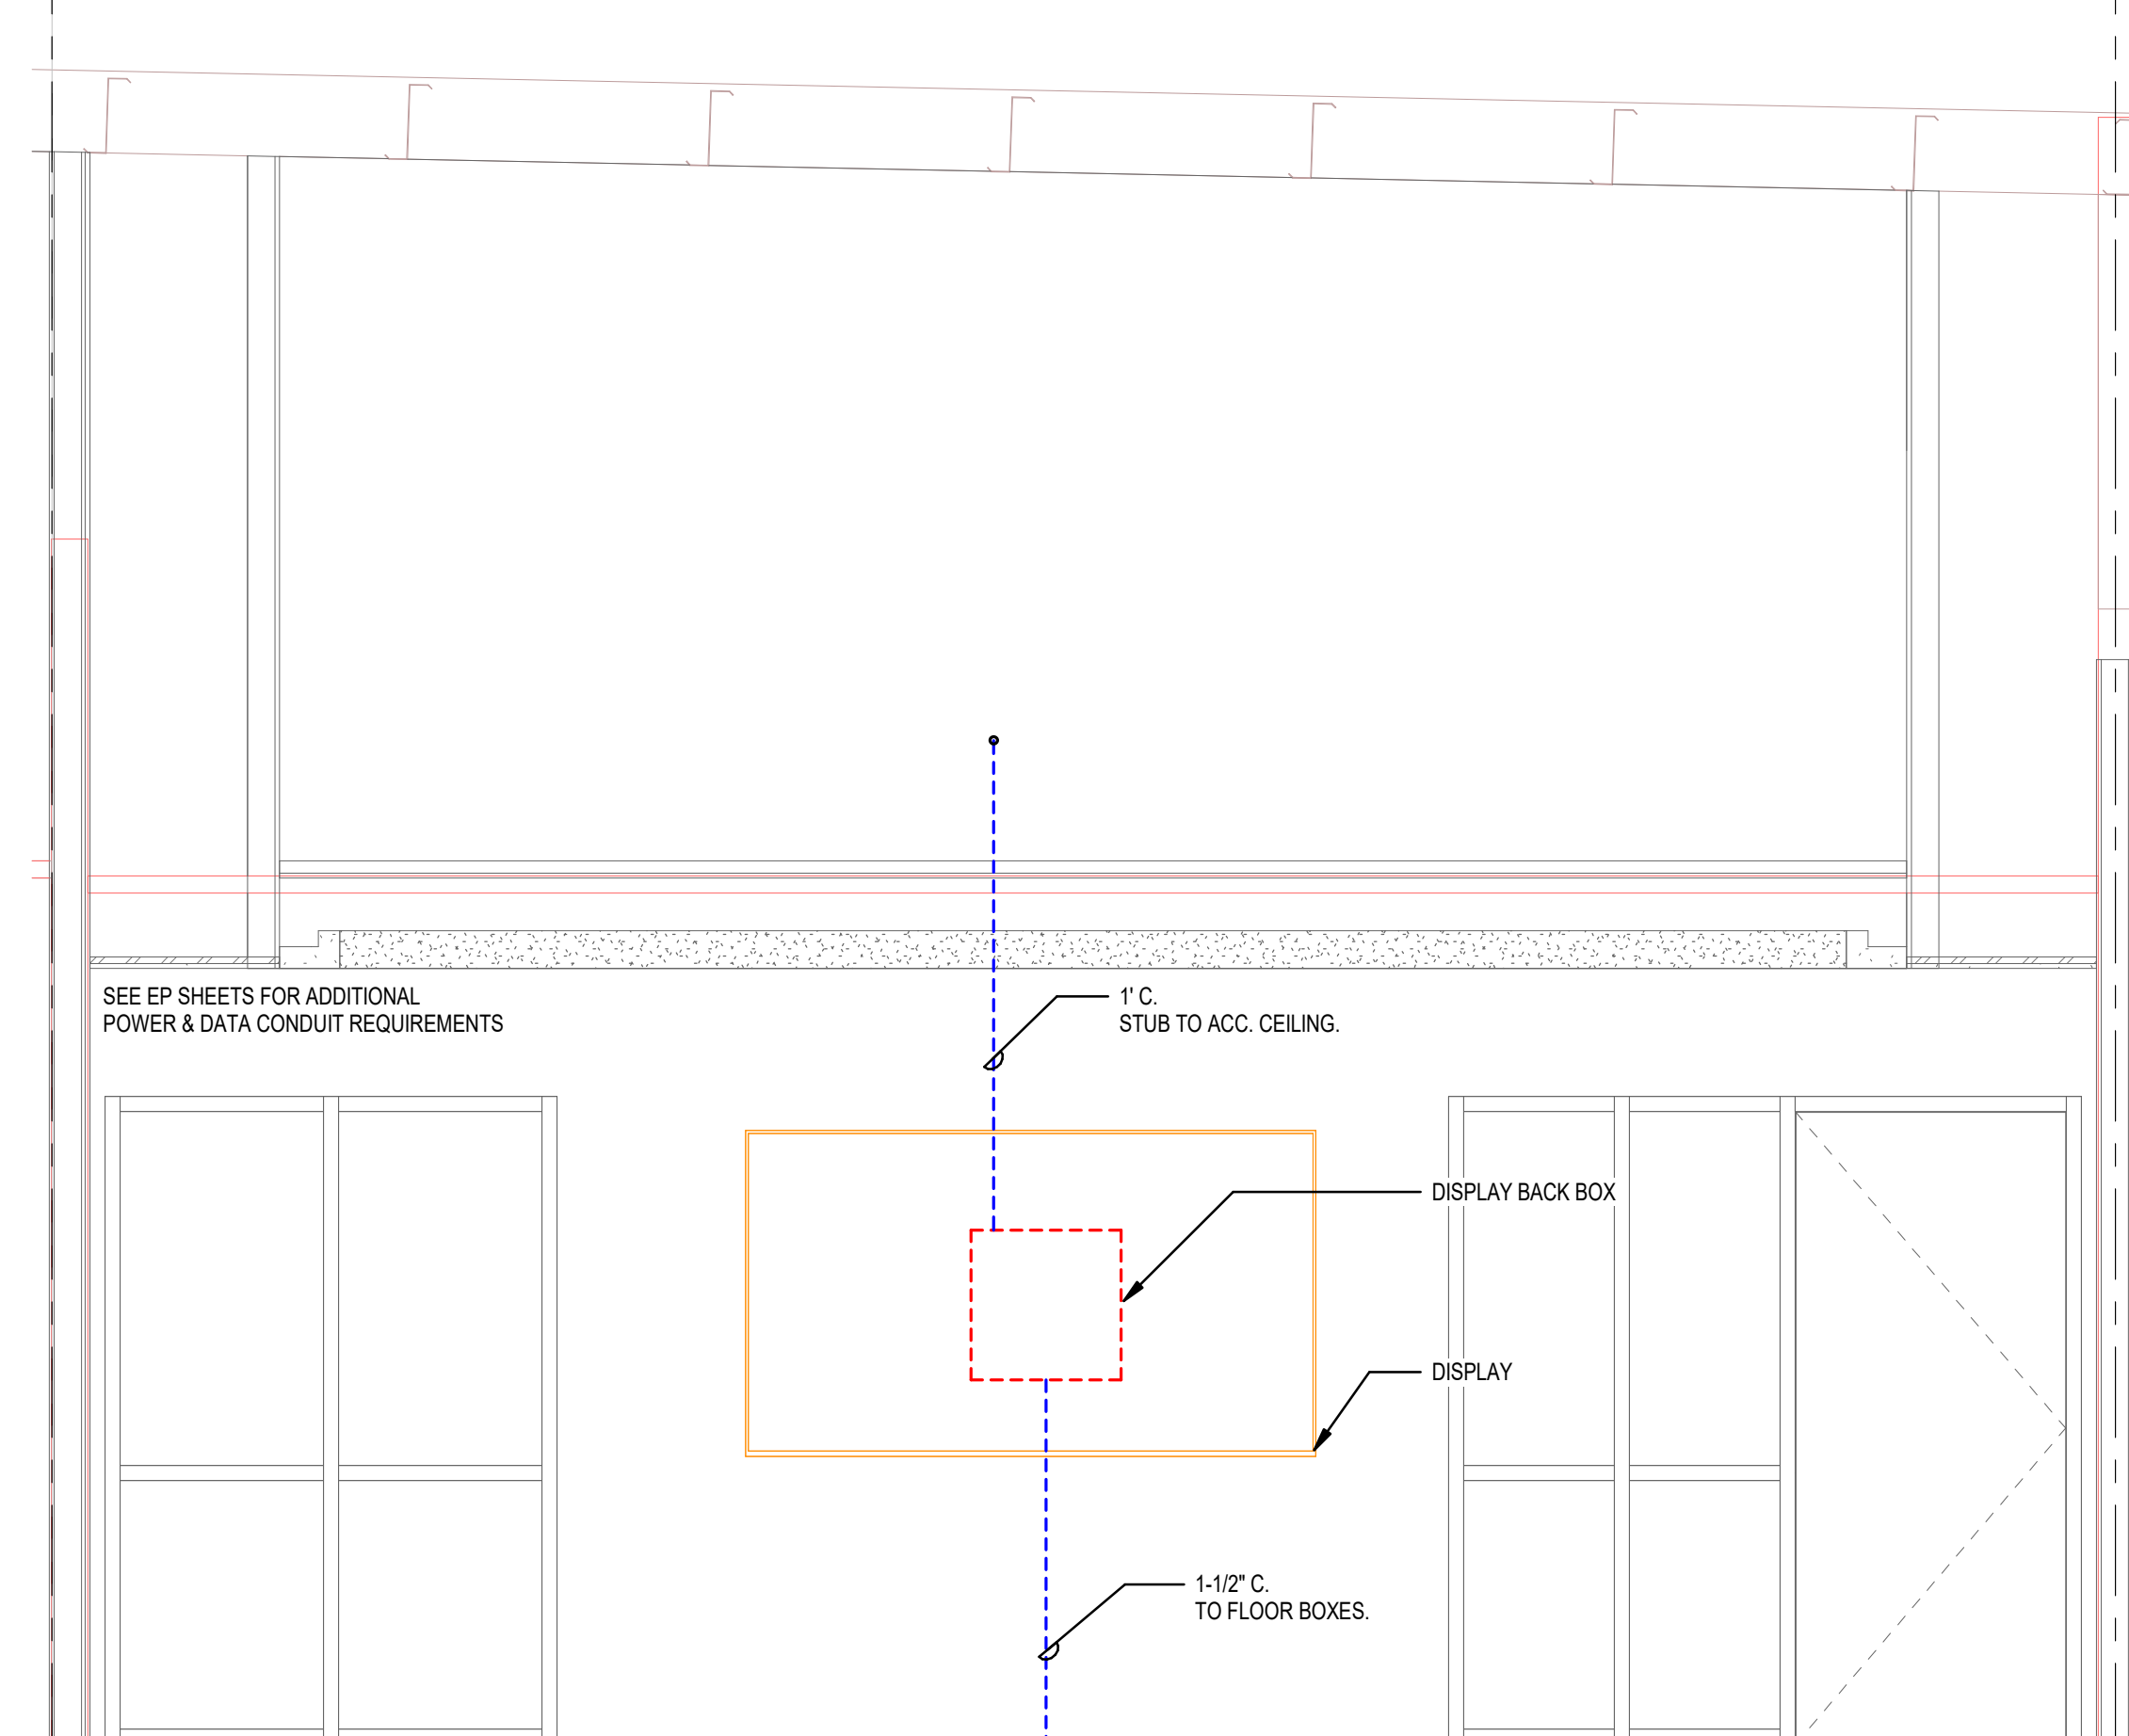 SEE EP SHEETS FOR ADDITIONAL
POWER & DATA CONDUIT REQUIREMENTS
1' C.
STUB TO ACC. CEILING.
DISPLAY BACK BOX
DISPLAY
1-1/2" C.
TO FLOOR BOXES.